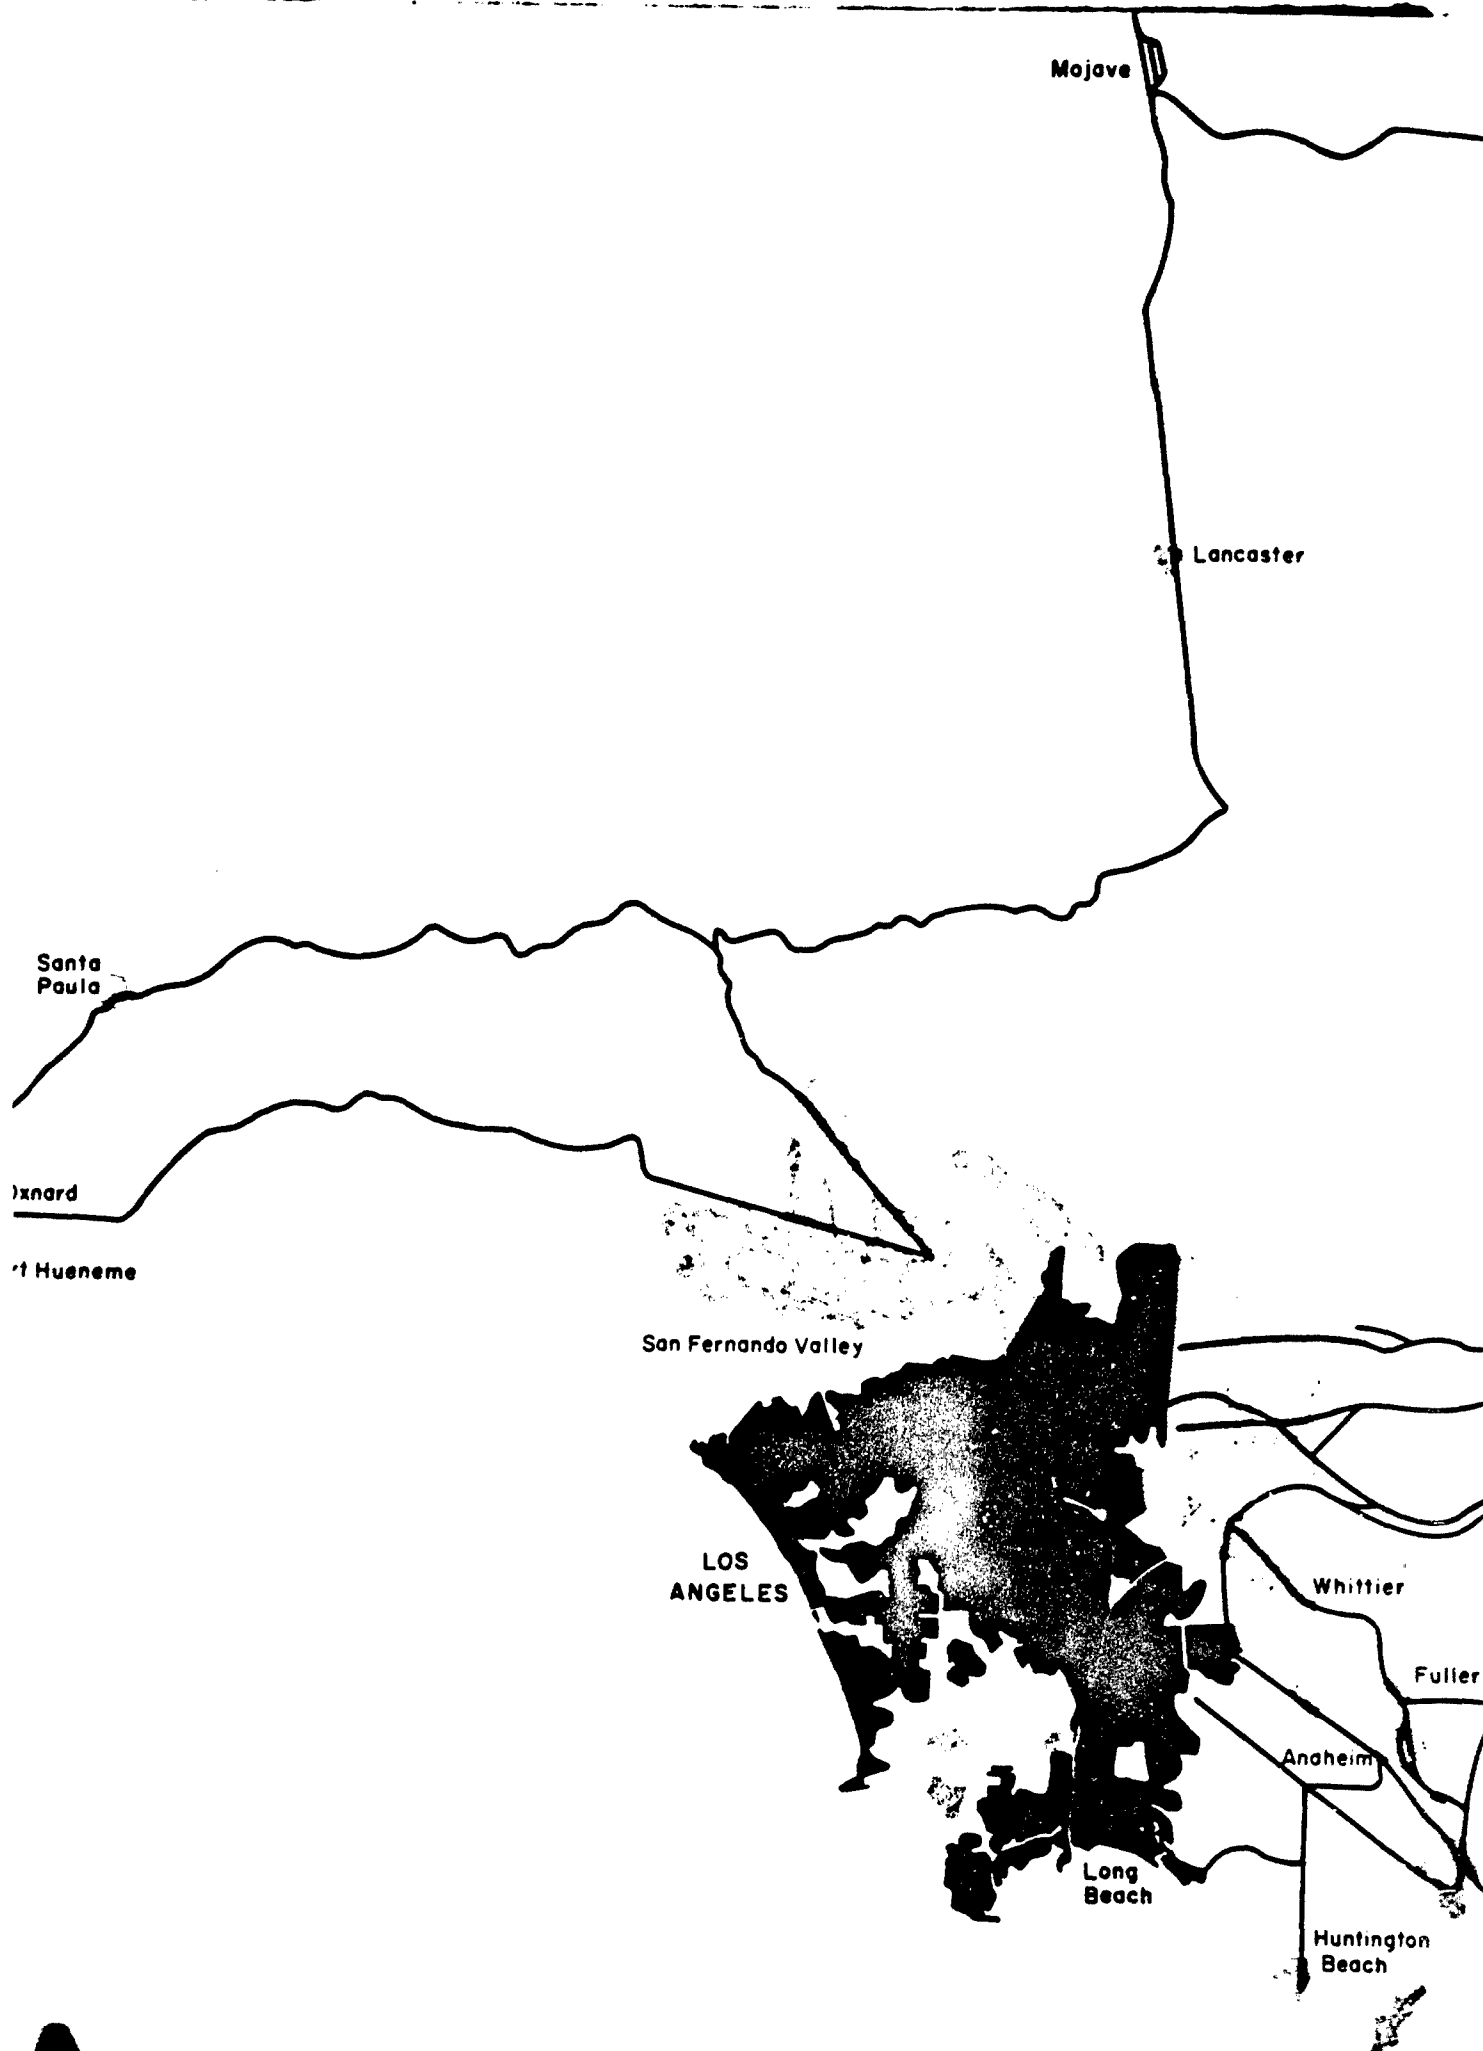 Mojave
Lancaster
Santa
Paula
xnard
t Hueneme
San Fernando Valley
LOS
ANGELES
Whittier
Fuller
Anaheim
Long
Beach
Huntington
Beach